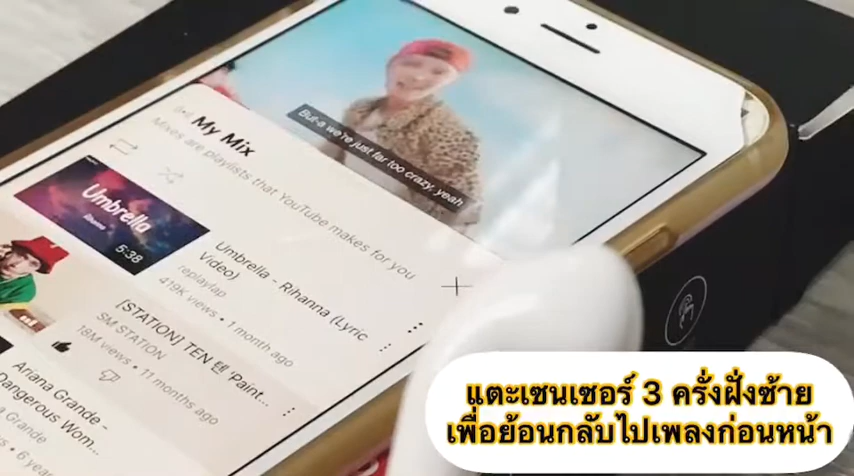 But-a we're just far too crazy, yeah
My Mix
Mixes are playlists that YouTube makes for you
Umbrella
Rihanna
5:38
Umbrella - Rihanna (Lyric
Video)
replaylap
419K views • 1 month ago
[STATION] TEN 텐 'Paint...
SM STATION
18M views • 11 months ago
Ariana Grande -
Dangerous Wom...
Grande
6 years
แตะเซนเซอร์ 3 ครั้งฝั่งซ้าย
เพื่อย้อนกลับไปเพลงก่อนหน้า